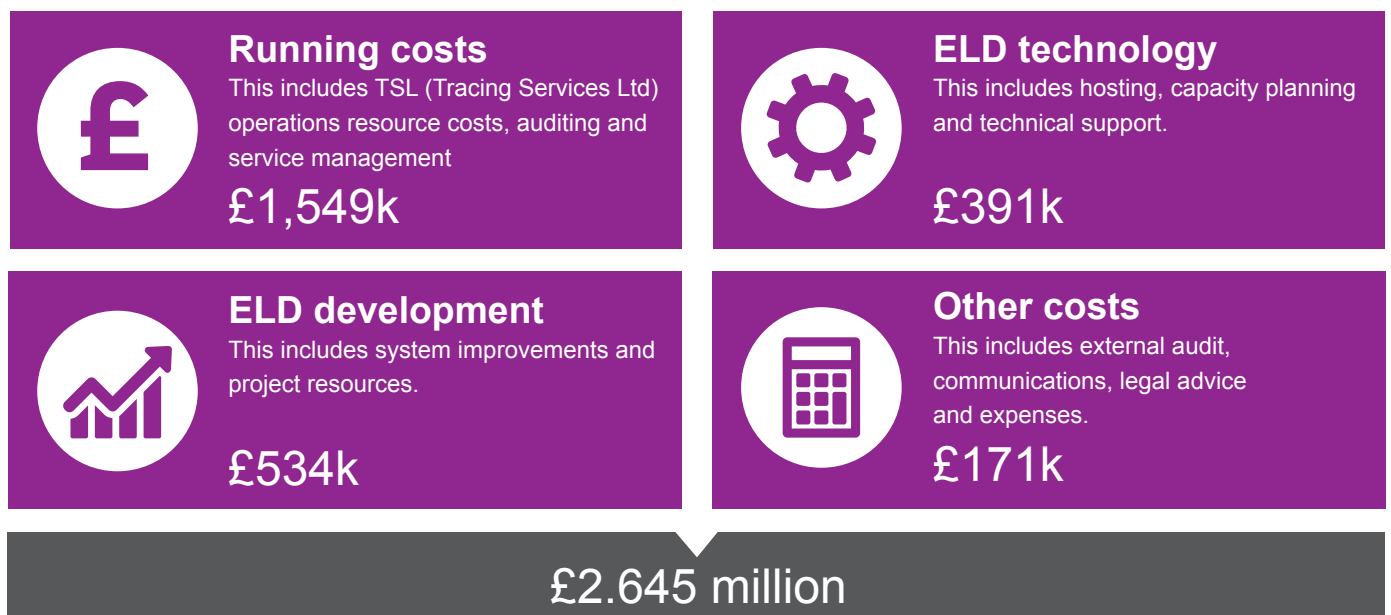 Running costs
This includes TSL (Tracing Services Ltd)
operations resource costs, auditing and
service management
£1,549k
ELD technology
This includes hosting, capacity planning
and technical support.
£391k
ELD development
This includes system improvements and
project resources.
£534k
Other costs
This includes external audit,
communications, legal advice
and expenses.
£171k
£2.645 million